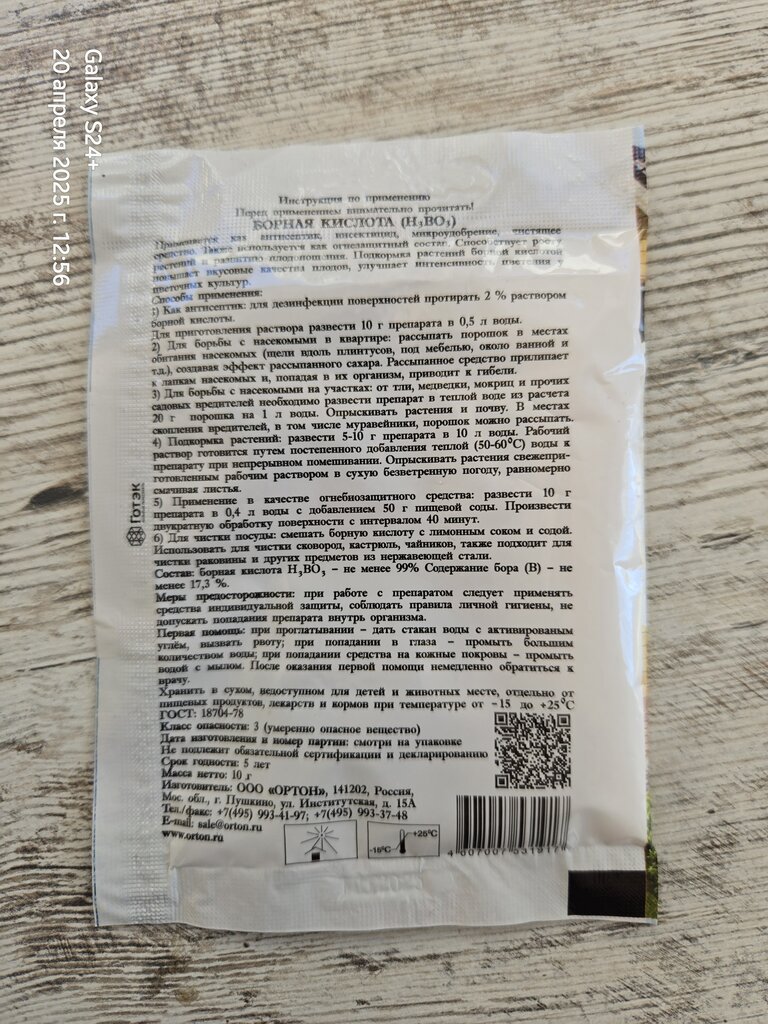 Galaxy S24+
20 апреля 2025 г. 12:56
Инструкция по применению
Перед применением внимательно прочитать!
БОРНАЯ КИСЛОТА (H₃BO₃)
Применяется как антисептик, инсектицид, микроудобрение, чистящее
средство. Также используется как огнезащитный состав. Способствует росту
растений и развитию плодоношения. Подкормка растений борной кислотой
повышает вкусовые качества плодов, улучшает интенсивность цветения у
цветочных культур.
Способы применения:
1) Как антисептик: для дезинфекции поверхностей протирать 2 % раствором
борной кислоты.
Для приготовления раствора развести 10 г препарата в 0,5 л воды.
2) Для борьбы с насекомыми в квартире: рассыпать порошок в местах
обитания насекомых (щели вдоль плинтусов, под мебелью, около ванной и
т.д.), создавая эффект рассыпанного сахара. Рассыпанное средство прилипает
к лапкам насекомых и, попадая в их организм, приводит к гибели.
3) Для борьбы с насекомыми на участках: от тли, медведки, мокриц и прочих
садовых вредителей необходимо развести препарат в теплой воде из расчета
20 г порошка на 1 л воды. Опрыскивать растения и почву. В местах
скопления вредителей, в том числе муравейники, порошок можно рассыпать.
4) Подкормка растений: развести 5-10 г препарата в 10 л воды. Рабочий
раствор готовится путем постепенного добавления теплой (50-60⁰С) воды к
препарату при непрерывном помешивании. Опрыскивать растения свежепри-
готовленным рабочим раствором в сухую безветренную погоду, равномерно
смачивая листья.
5) Применение в качестве огнебиозащитного средства: развести 10 г
препарата в 0,4 л воды с добавлением 50 г пищевой соды. Произвести
двукратную обработку поверхности с интервалом 40 минут.
6) Для чистки посуды: смешать борную кислоту с лимонным соком и содой.
Использовать для чистки сковород, кастрюль, чайников, также подходит для
чистки раковины и других предметов из нержавеющей стали.
Состав: борная кислота H₃BO₃ – не менее 99% Содержание бора (В) – не
менее 17,3 %.
Меры предосторожности: при работе с препаратом следует применять
средства индивидуальной защиты, соблюдать правила личной гигиены, не
допускать попадания препарата внутрь организма.
Первая помощь: при проглатывании – дать стакан воды с активированым
углём, вызвать рвоту; при попадании в глаза – промыть большим
количеством воды; при попадании средства на кожные покровы – промыть
водой с мылом. После оказания первой помощи немедленно обратиться к
врачу.
Хранить в сухом, недоступном для детей и животных месте, отдельно от
пищевых продуктов, лекарств и кормов при температуре от -15 до +25⁰С
ГОСТ: 18704-78
Класс опасности: 3 (умеренно опасное вещество)
Дата изготовления и номер партии: смотри на упаковке
Не подлежит обязательной сертификации и декларированию
Срок годности: 5 лет
Масса нетто: 10 г
Изготовитель: ООО «ОРТОН», 141202, Россия,
Мос. обл., г. Пушкино, ул. Институтская, д. 15А
Тел./факс: +7(495) 993-41-97; +7(495) 993-37-48
E-mail: sale@orton.ru
www.orton.ru
-15⁰С +25⁰С
Готэк